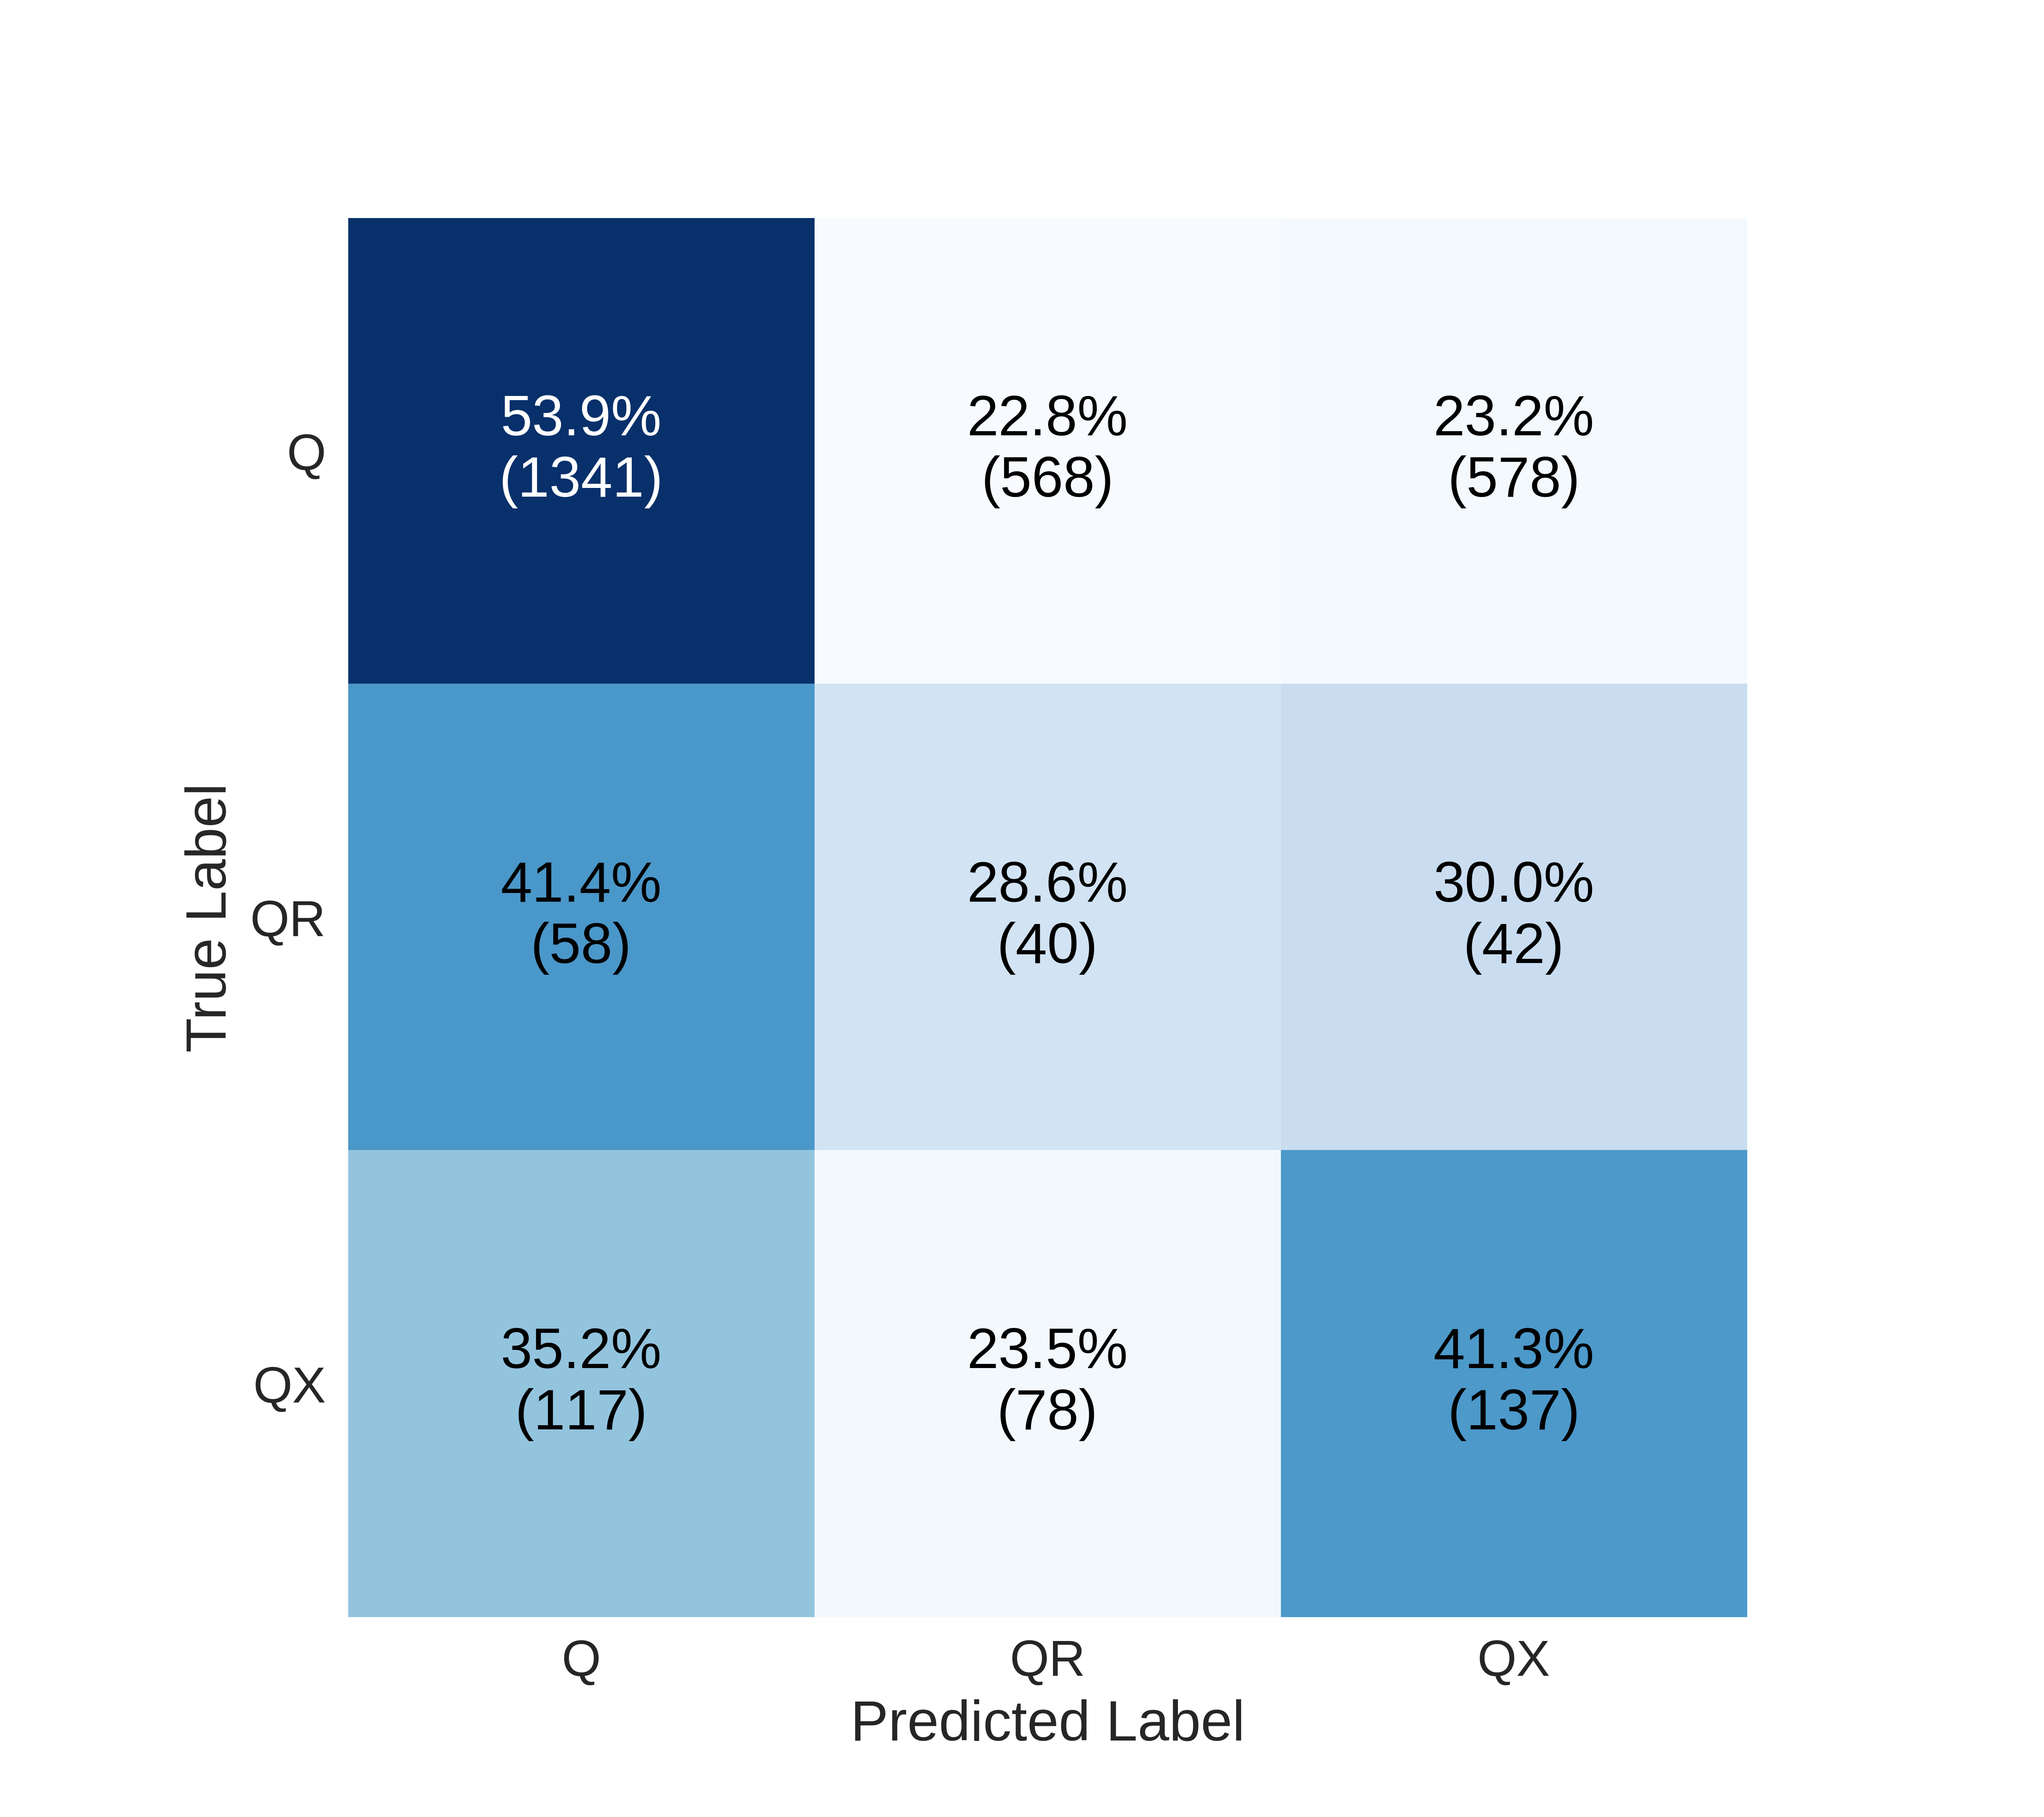 53.9% 22.8% 23.2%
(1341) (568) (578)
Q
41.4% 28.6% 30.0%
(58) (40) (42)
QR
True Label
35.2% 23.5% 41.3%
(117) (78) (137)
QX
Q QR QX
Predicted Label